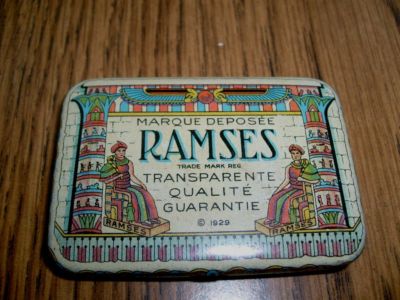 MARQUE DEPOSÉE
RAMSES
TRADE MARK REG.
TRANSPARENTE
QUALITÉ
GUARANTIE
© 1929
RAMSES
RAMSES